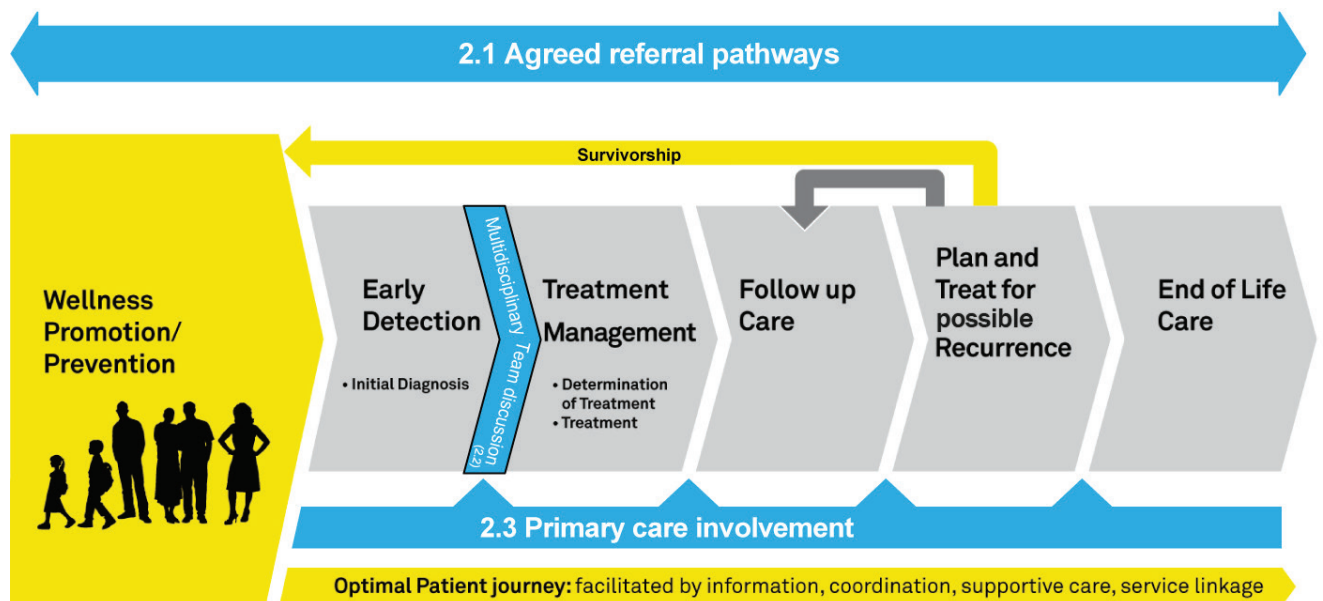 2.1 Agreed referral pathways
Survivorship
Wellness
Promotion/
Prevention
Early
Detection
• Initial Diagnosis
Multidisciplinary Team discussion
(2.2)
Treatment
Management
• Determination
of Treatment
• Treatment
Follow up
Care
Plan and
Treat for
possible
Recurrence
End of Life
Care
2.3 Primary care involvement
Optimal Patient journey: facilitated by information, coordination, supportive care, service linkage